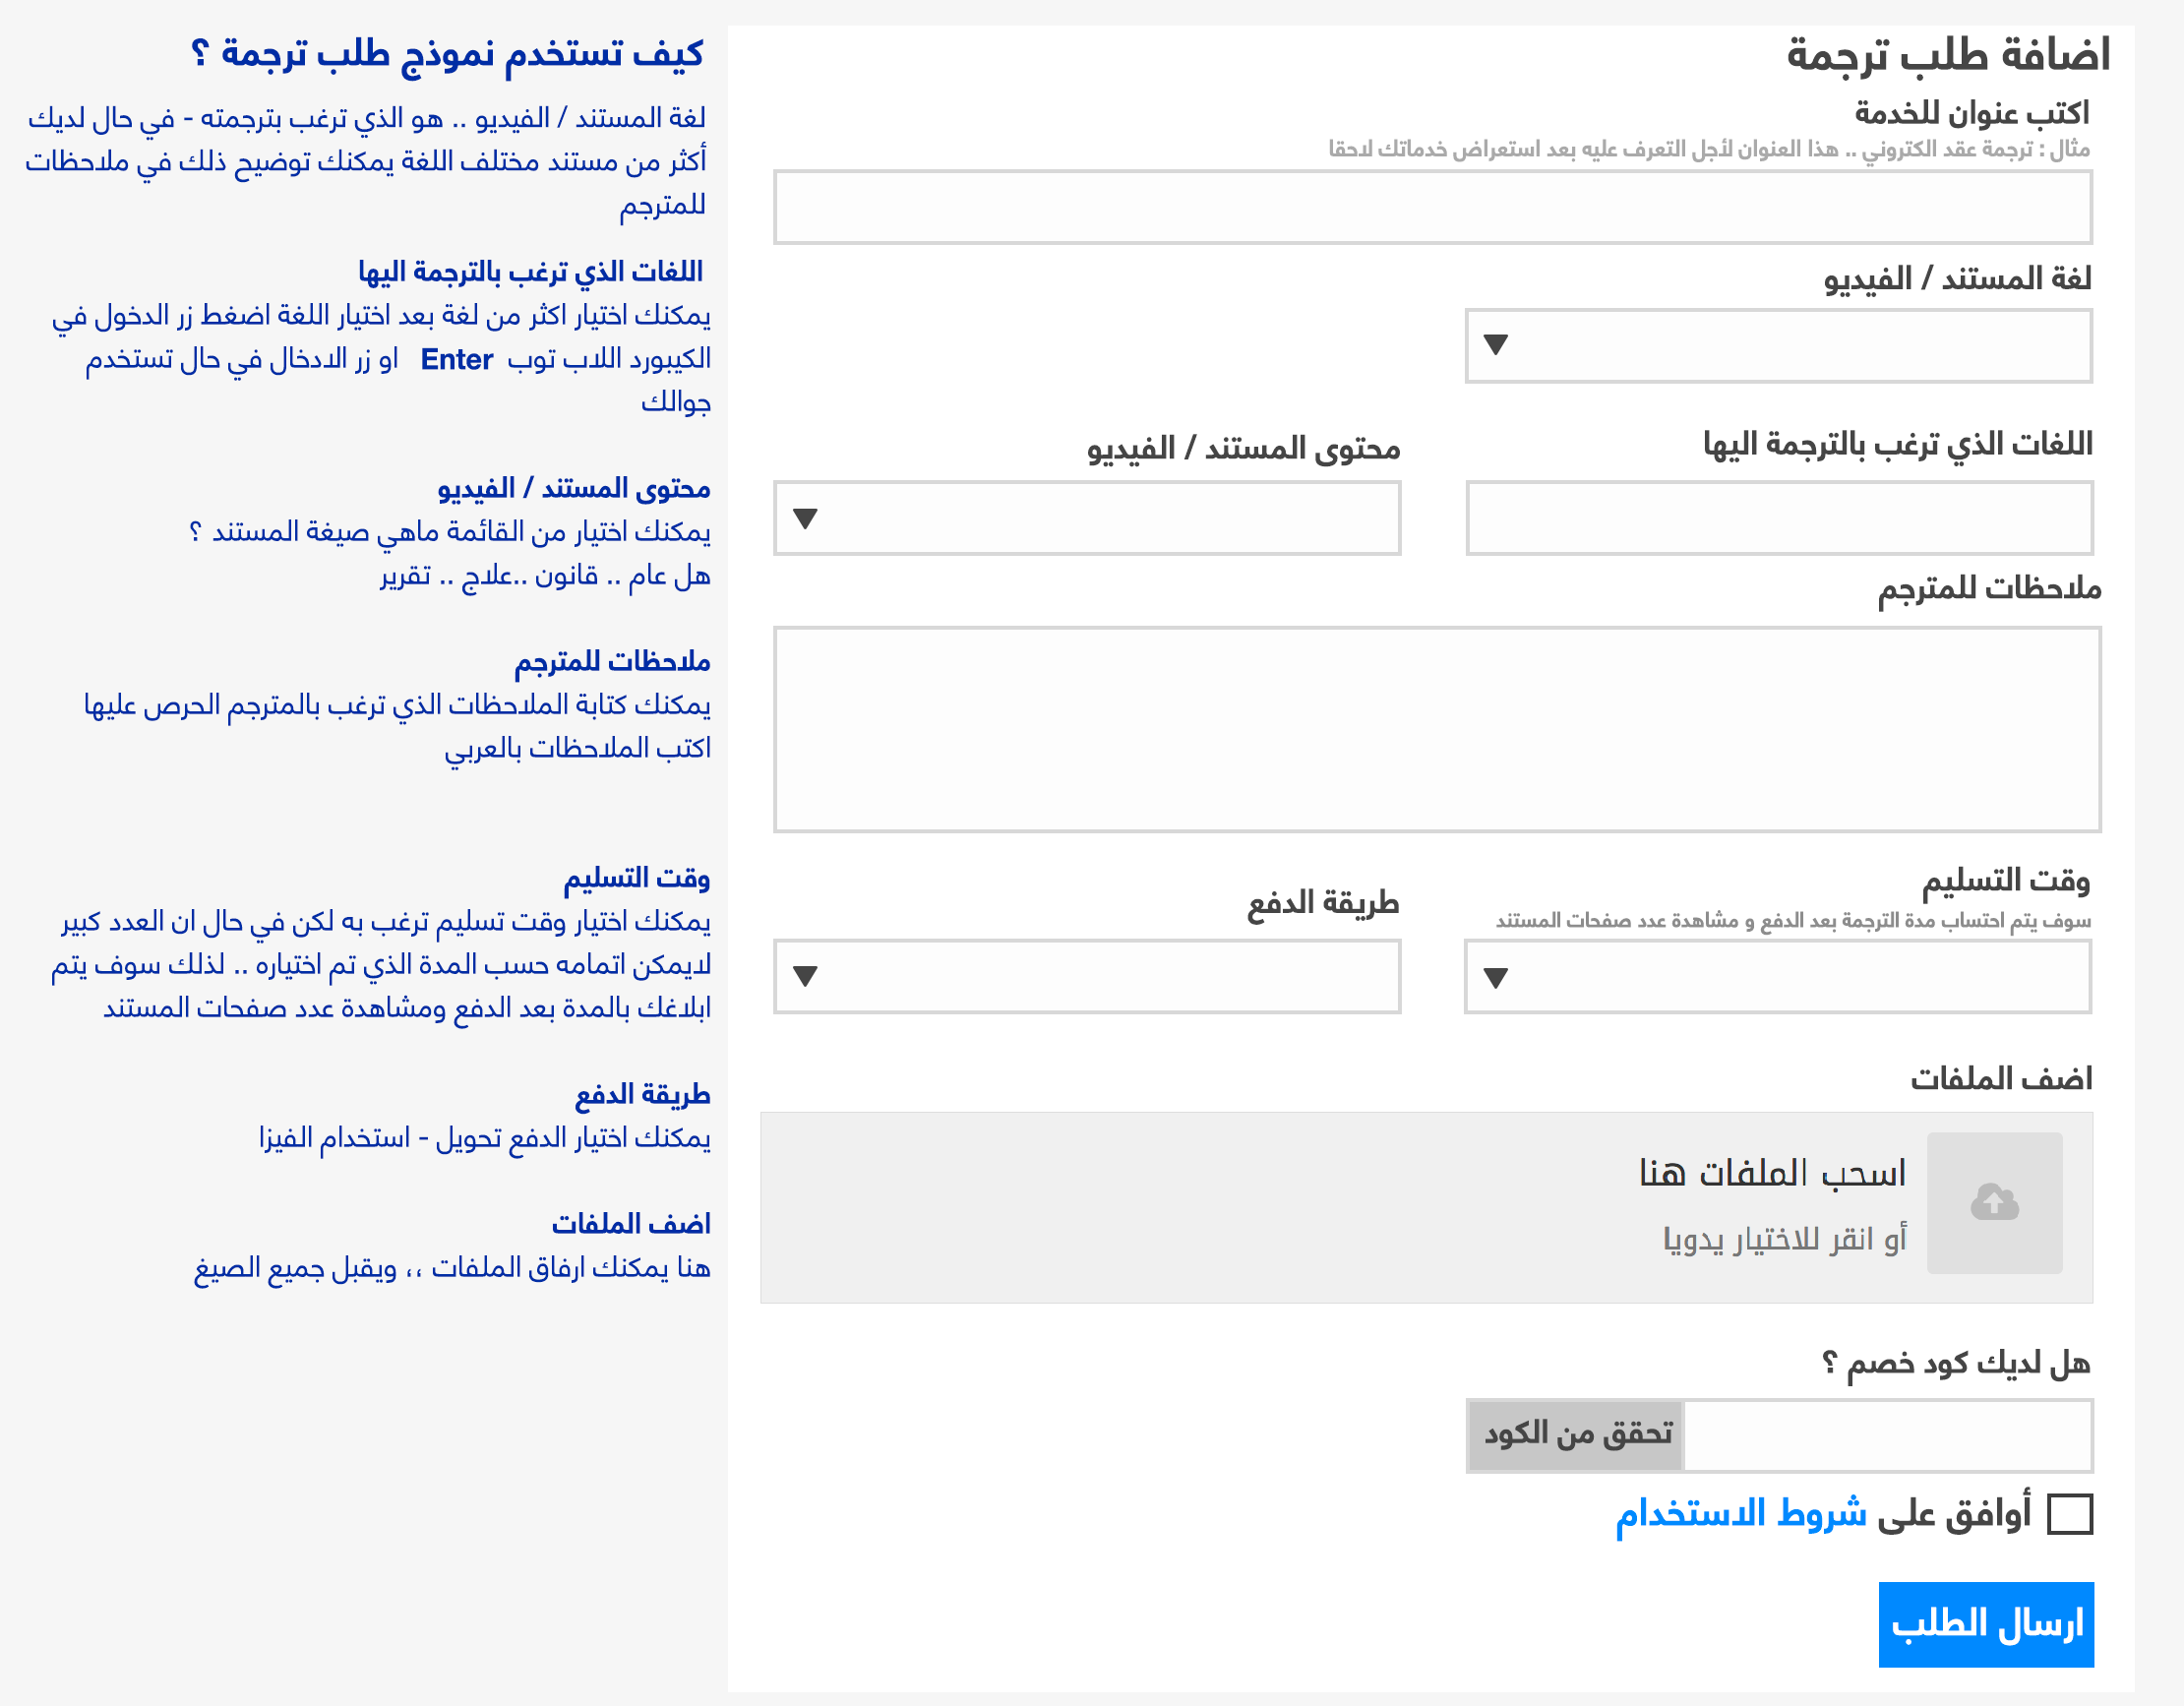 اضافة طلب ترجمة
اكتب عنوان للخدمة
مثال : ترجمة عقد الكتروني .. هذا العنوان لأجل التعرف عليه بعد استعراض خدماتك لاحقا
لغة المستند / الفيديو
اللغات الذي ترغب بالترجمة اليها
محتوى المستند / الفيديو
ملاحظات للمترجم
وقت التسليم
سوف يتم احتساب مدة الترجمة بعد الدفع و مشاهدة عدد صفحات المستند
طريقة الدفع
اضف الملفات
اسحب الملفات هنا
أو انقر للاختيار يدويا
هل لديك كود خصم ؟
تحقق من الكود
أوافق على شروط الاستخدام
ارسال الطلب
كيف تستخدم نموذج طلب ترجمة ؟
لغة المستند / الفيديو .. هو الذي ترغب بترجمته - في حال لديك
أكثر من مستند مختلف اللغة يمكنك توضيح ذلك في ملاحظات
للمترجم
اللغات الذي ترغب بالترجمة اليها
يمكنك اختيار اكثر من لغة بعد اختيار اللغة اضغط زر الدخول في
الكيبورد اللاب توب Enter او زر الادخال في حال تستخدم
جوالك
محتوى المستند / الفيديو
يمكنك اختيار من القائمة ماهي صيغة المستند ؟
هل عام .. قانون ..علاج .. تقرير
ملاحظات للمترجم
يمكنك كتابة الملاحظات الذي ترغب بالمترجم الحرص عليها
اكتب الملاحظات بالعربي
وقت التسليم
يمكنك اختيار وقت تسليم ترغب به لكن في حال ان العدد كبير
لايمكن اتمامه حسب المدة الذي تم اختياره .. لذلك سوف يتم
ابلاغك بالمدة بعد الدفع ومشاهدة عدد صفحات المستند
طريقة الدفع
يمكنك اختيار الدفع تحويل - استخدام الفيزا
اضف الملفات
هنا يمكنك ارفاق الملفات ،، ويقبل جميع الصيغ